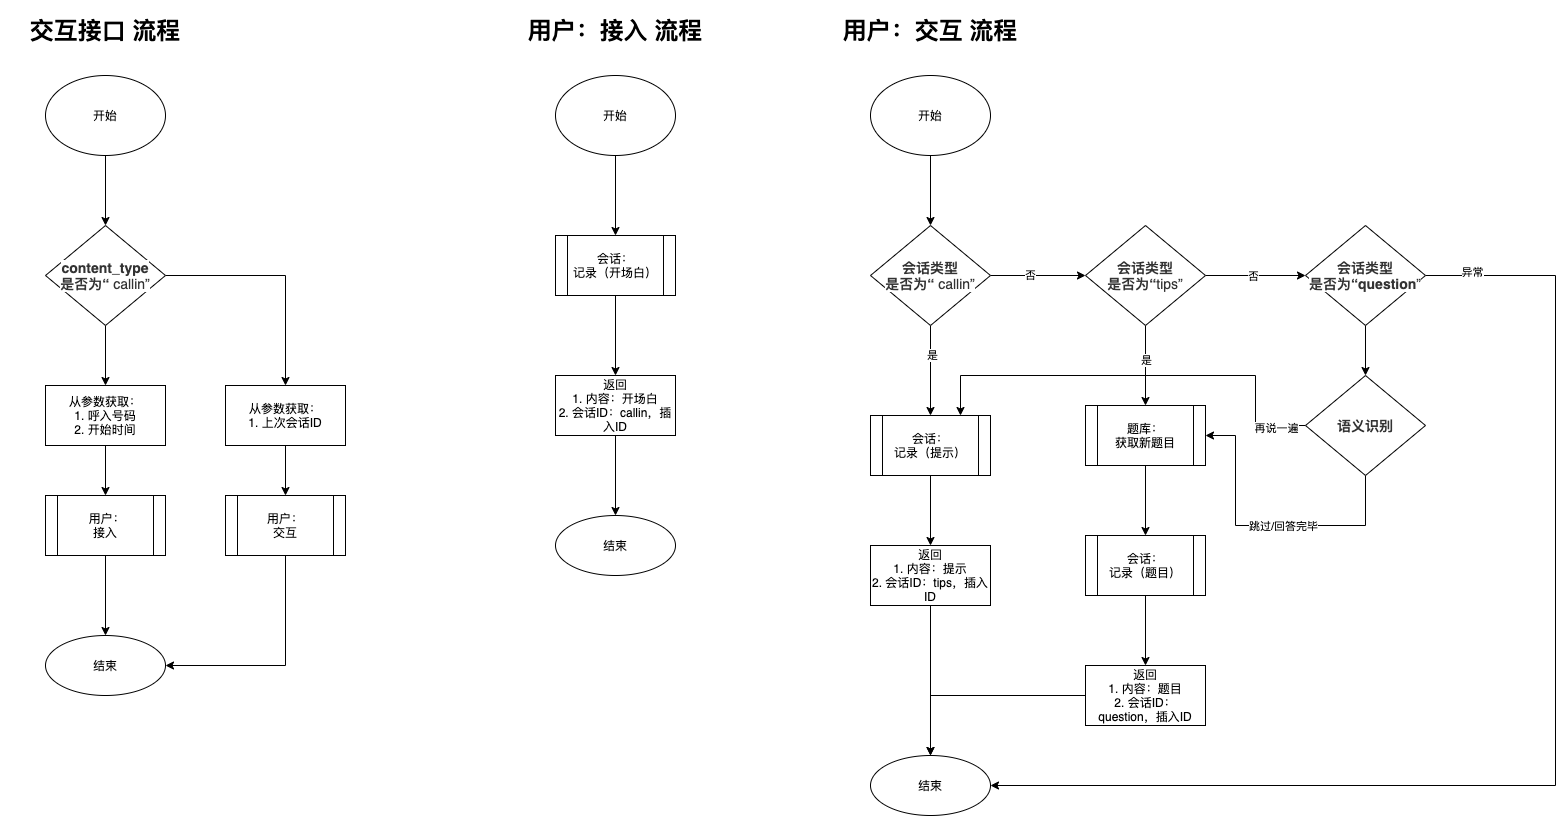 交互接口 流程
开始
content_type
是否为“ callin”
从参数获取：
1. 呼入号码
2. 开始时间
从参数获取：
1. 上次会话ID
用户：
接入
用户：
交互
结束
用户：接入 流程
开始
会话：
记录（开场白）
返回
1. 内容：开场白
2. 会话ID：callin，插
入ID
结束
用户：交互 流程
开始
会话类型
是否为“ callin”
否
会话类型
是否为“tips”
否
会话类型
是否为“question”
异常
是
是
会话：
记录（提示）
题库：
获取新题目
再说一遍
语义识别
跳过/回答完毕
返回
1. 内容：提示
2. 会话ID：tips，插入
ID
会话：
记录（题目）
返回
1. 内容：题目
2. 会话ID：
question，插入ID
结束